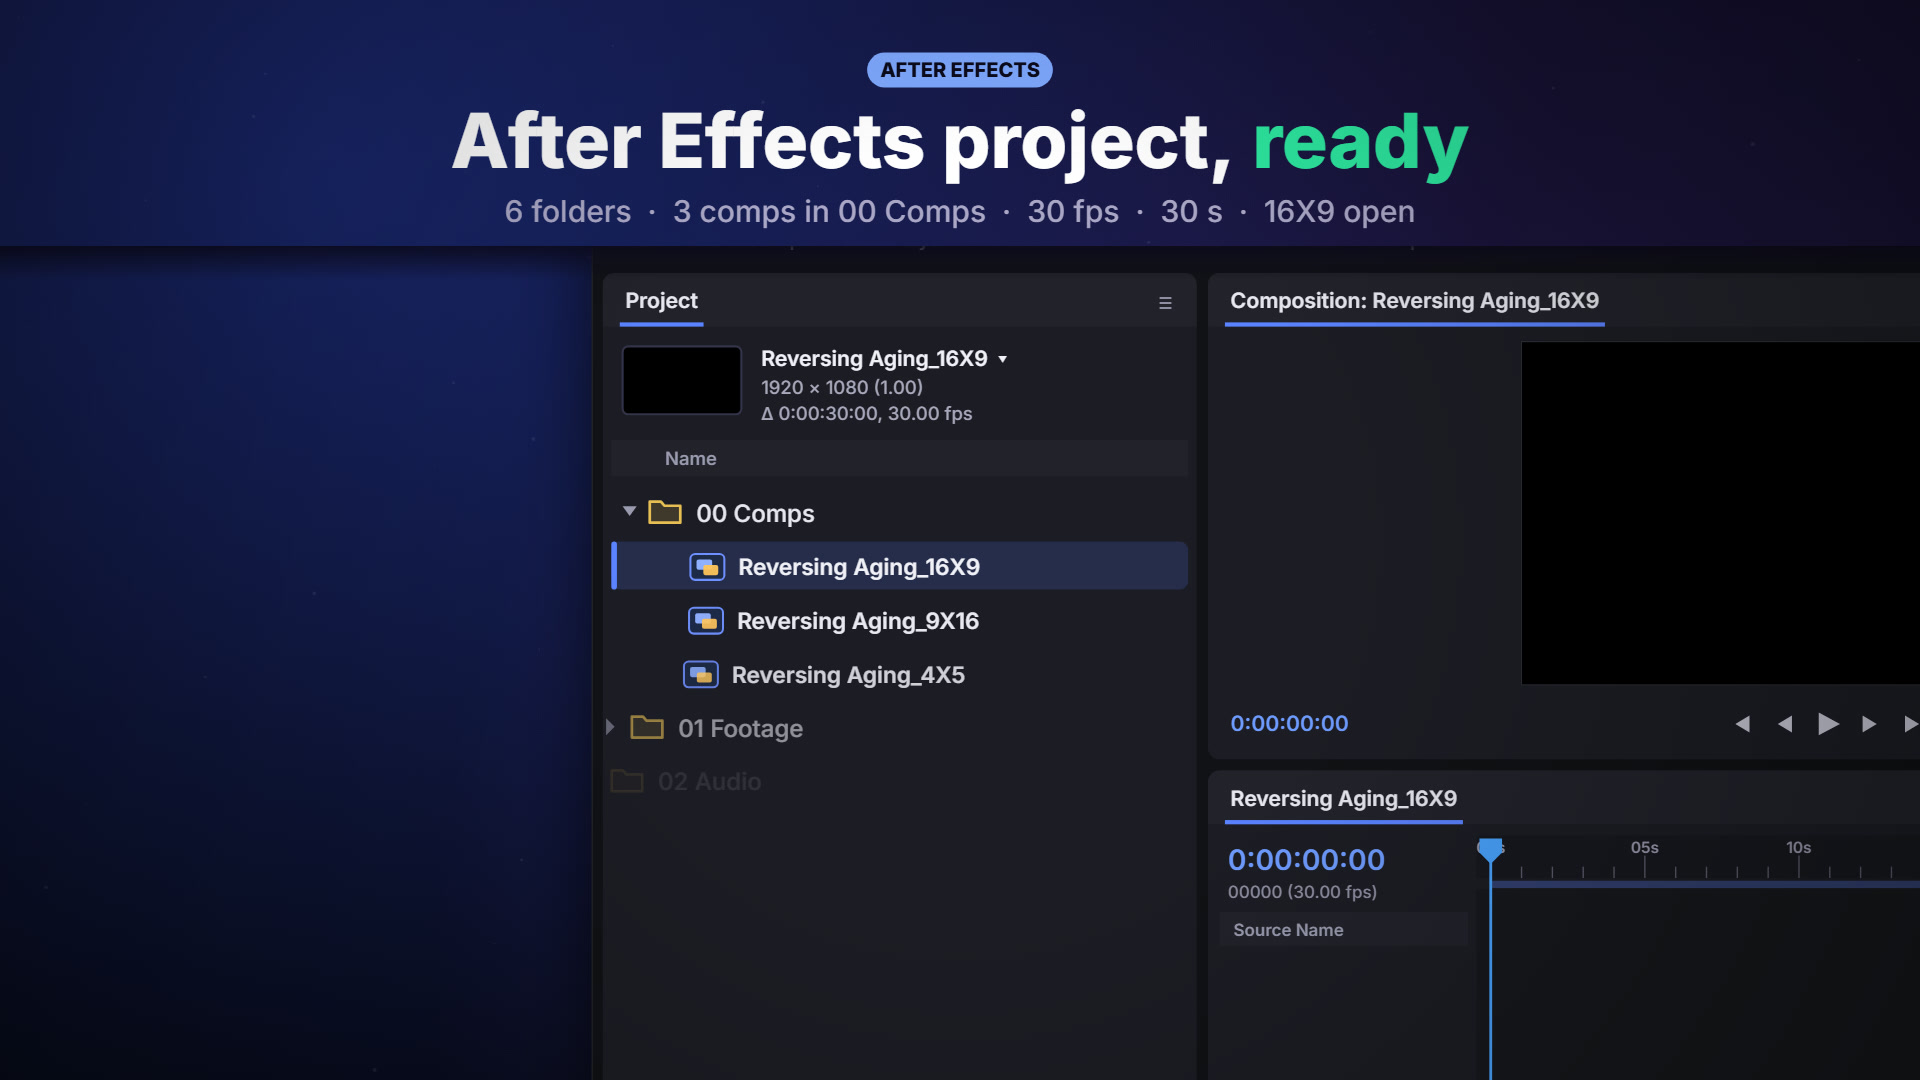 AFTER EFFECTS
After Effects project, ready
6 folders · 3 comps in 00 Comps · 30 fps · 30 s · 16X9 open
Project
Reversing Aging_16X9
1920 × 1080 (1.00)
Δ 0:00:30:00, 30.00 fps
Name
00 Comps
Reversing Aging_16X9
Reversing Aging_9X16
Reversing Aging_4X5
01 Footage
02 Audio
Composition: Reversing Aging_16X9
0:00:00:00
Reversing Aging_16X9
0:00:00:00
00000 (30.00 fps)
Source Name
05s
10s